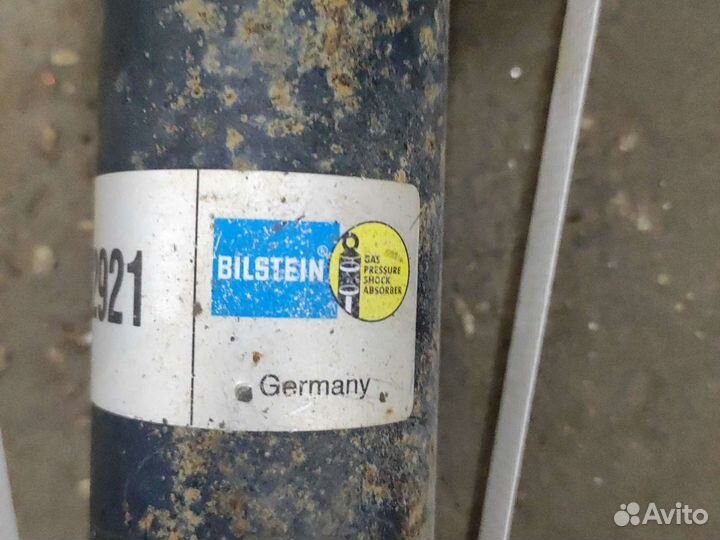 2921
BILSTEIN®
GAS
PRESSURE
SHOCK
ABSORBER
Germany
Avito